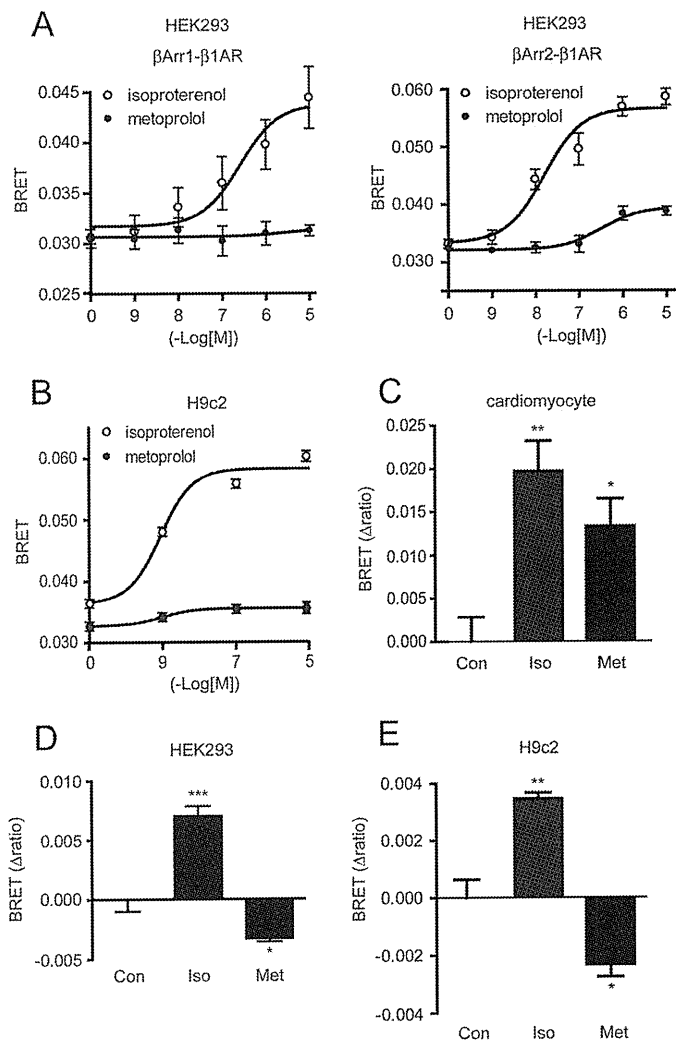 A
HEK293
βArr1-β1AR
isoproterenol
metoprolol
BRET
0.045
0.040
0.035
0.030
0.025
0 9 8 7 6 5
(-Log[M])
HEK293
βArr2-β1AR
isoproterenol
metoprolol
BRET
0.060
0.050
0.040
0.030
0 9 8 7 6 5
(-Log[M])
B
H9c2
isoproterenol
metoprolol
BRET
0.060
0.050
0.040
0.030
0 9 7 5
(-Log[M])
C
cardiomyocyte
BRET (Δratio)
0.025
0.020
0.015
0.010
0.005
0.000
**
*
Con Iso Met
D
HEK293
BRET (Δratio)
0.010
0.005
0.000
-0.005
***
*
Con Iso Met
E
H9c2
BRET (Δratio)
0.004
0.002
0.000
-0.002
-0.004
**
*
Con Iso Met